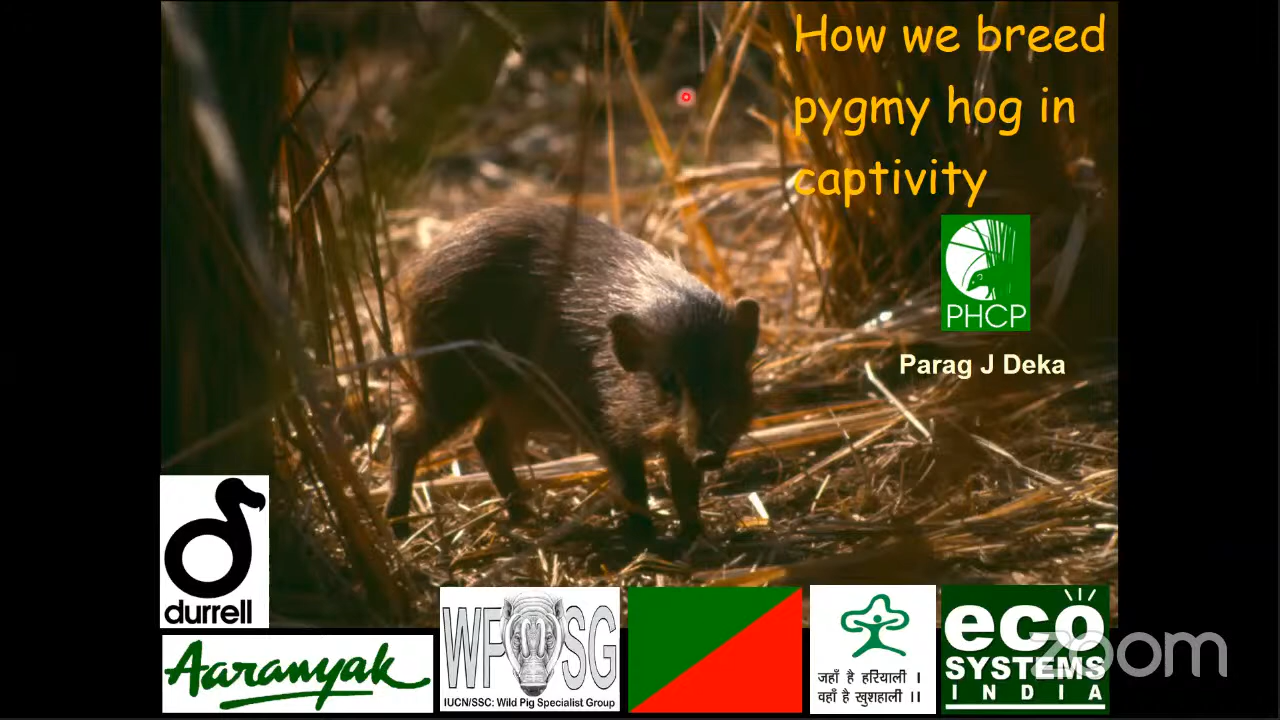 How we breed
pygmy hog in
captivity
PHCP
Parag J Deka
durrell
Aaranyak
WPSG
IUCN/SSC: Wild Pig Specialist Group
जहाँ है हरियाली ।
वहाँ है खुशहाली ।।
eco
SYSTEMS
INDIA
zoom